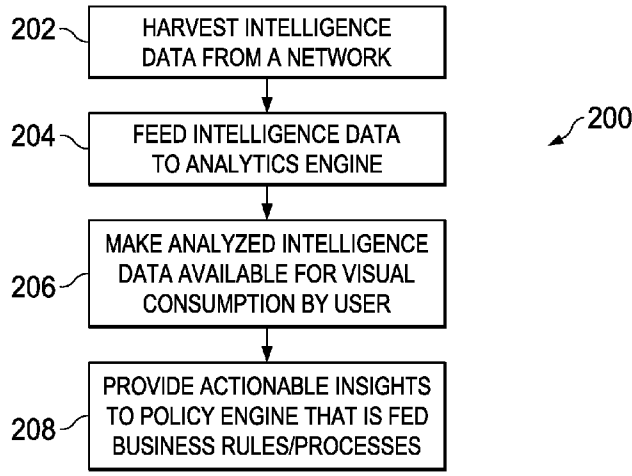 202
HARVEST INTELLIGENCE
DATA FROM A NETWORK
204
FEED INTELLIGENCE DATA
TO ANALYTICS ENGINE
200
206
MAKE ANALYZED INTELLIGENCE
DATA AVAILABLE FOR VISUAL
CONSUMPTION BY USER
208
PROVIDE ACTIONABLE INSIGHTS
TO POLICY ENGINE THAT IS FED
BUSINESS RULES/PROCESSES